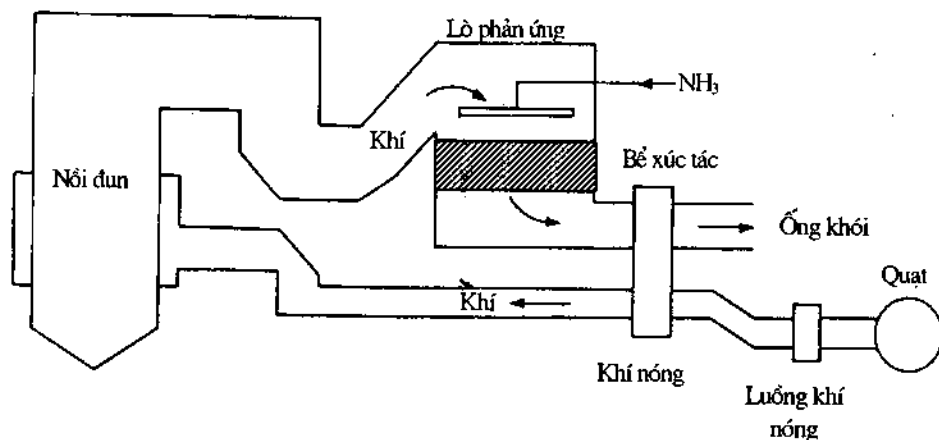 Lò phản ứng
NH₃
Khí
Bể xúc tác
Nồi đun
Ống khói
Quạt
Khí
Khí nóng
Luồng khí
nóng